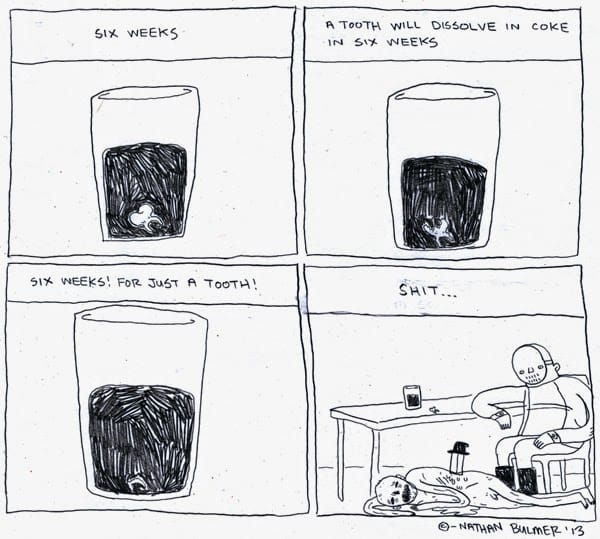 SIX WEEKS
A TOOTH WILL DISSOLVE IN COKE
IN SIX WEEKS
SIX WEEKS! FOR JUST A TOOTH!
SHIT...
©-NATHAN BULMER '13